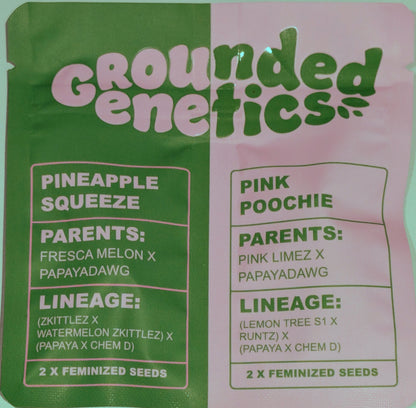 GROUNDED
GENETICS
PINEAPPLE
SQUEEZE
PARENTS:
FRESCA MELON X
PAPAYADAWG
LINEAGE:
(ZKITTLEZ X
WATERMELON ZKITTLEZ) X
(PAPAYA X CHEM D)
2 X FEMINIZED SEEDS
PINK
POOCHIE
PARENTS:
PINK LIMEZ X
PAPAYADAWG
LINEAGE:
(LEMON TREE S1 X
RUNTZ) X
(PAPAYA X CHEM D)
2 X FEMINIZED SEEDS